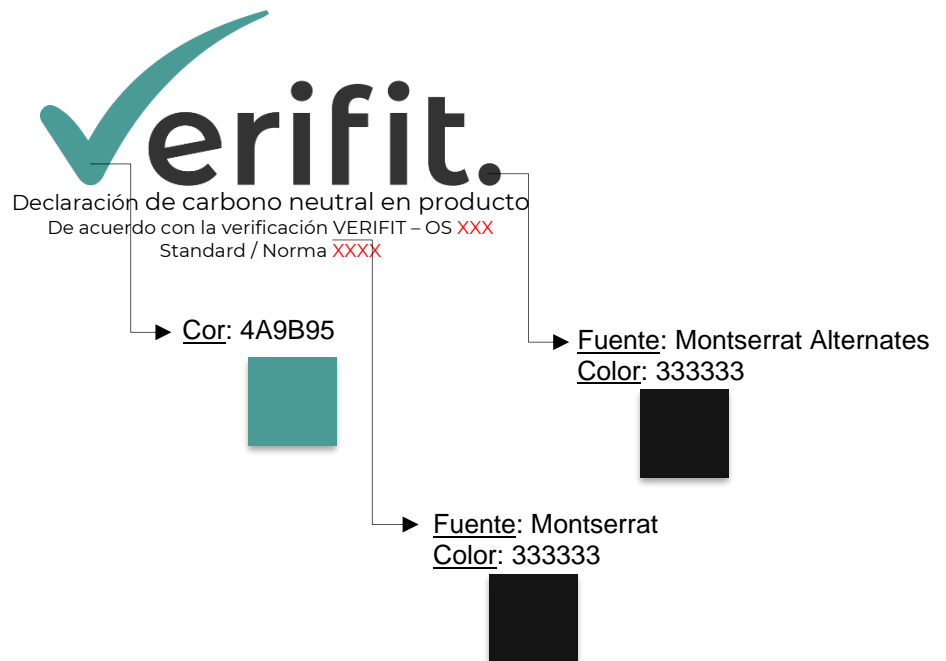 Verifit.
Declaración de carbono neutral en producto
De acuerdo con la verificación VERIFIT – OS XXX
Standard / Norma XXXX
Cor: 4A9B95
Fuente: Montserrat Alternates
Color: 333333
Fuente: Montserrat
Color: 333333